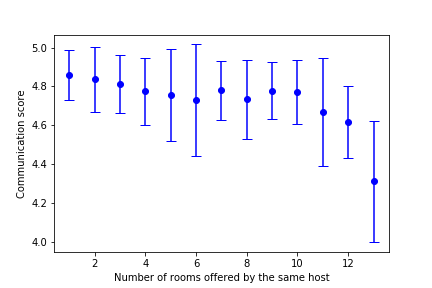 5.0
4.8
4.6
4.4
4.2
4.0
Communication score
2 4 6 8 10 12
Number of rooms offered by the same host